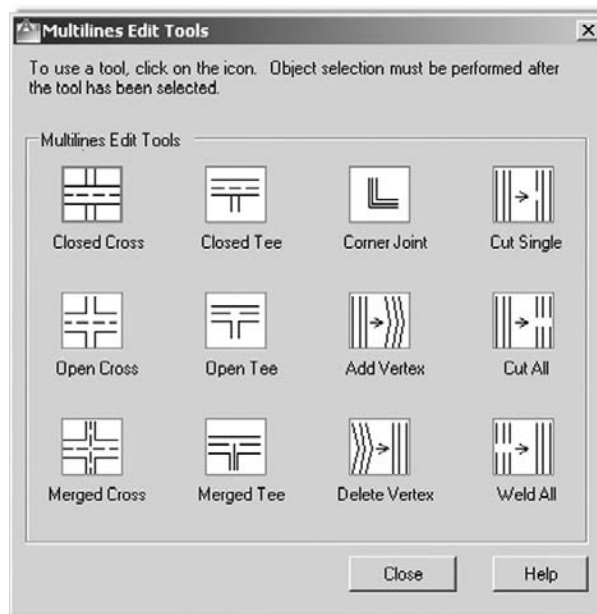 Multilines Edit Tools
To use a tool, click on the icon. Object selection must be performed after
the tool has been selected.
Multilines Edit Tools
Closed Cross
Closed Tee
Corner Joint
Cut Single
Open Cross
Open Tee
Add Vertex
Cut All
Merged Cross
Merged Tee
Delete Vertex
Weld All
Close
Help